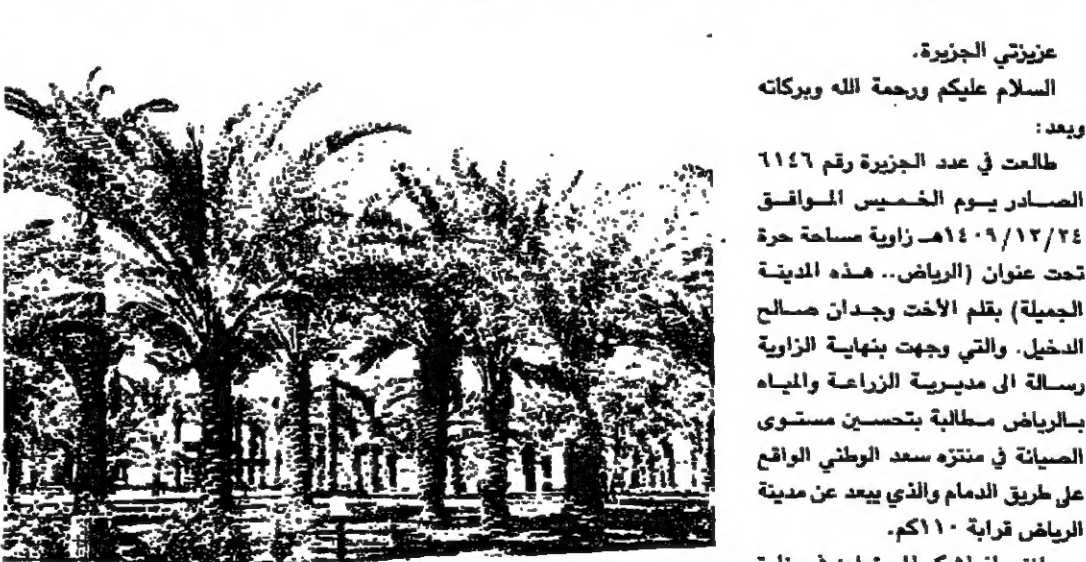 عزيزتي الجزيرة.
السلام عليكم ورحمة الله وبركاته
وبعد:
طالعت في عدد الجزيرة رقم ٦١٤٦
الصادر يوم الخميس الموافق
١٤٠٩/١٢/٢٤هـ زاوية مساحة حرة
تحت عنوان (الرياض.. هذه المدينة
الجميلة) بقلم الأخت وجدان صالح
الدخيل. والتي وجهت بنهاية الزاوية
رسالة الى مديرية الزراعة والمياه
بالرياض مطالبة بتحسين مستوى
الصيانة في منتزه سعد الوطني الواقع
على طريق الدمام والذي يبعد عن مدينة
الرياض قرابة ١١٠كم.